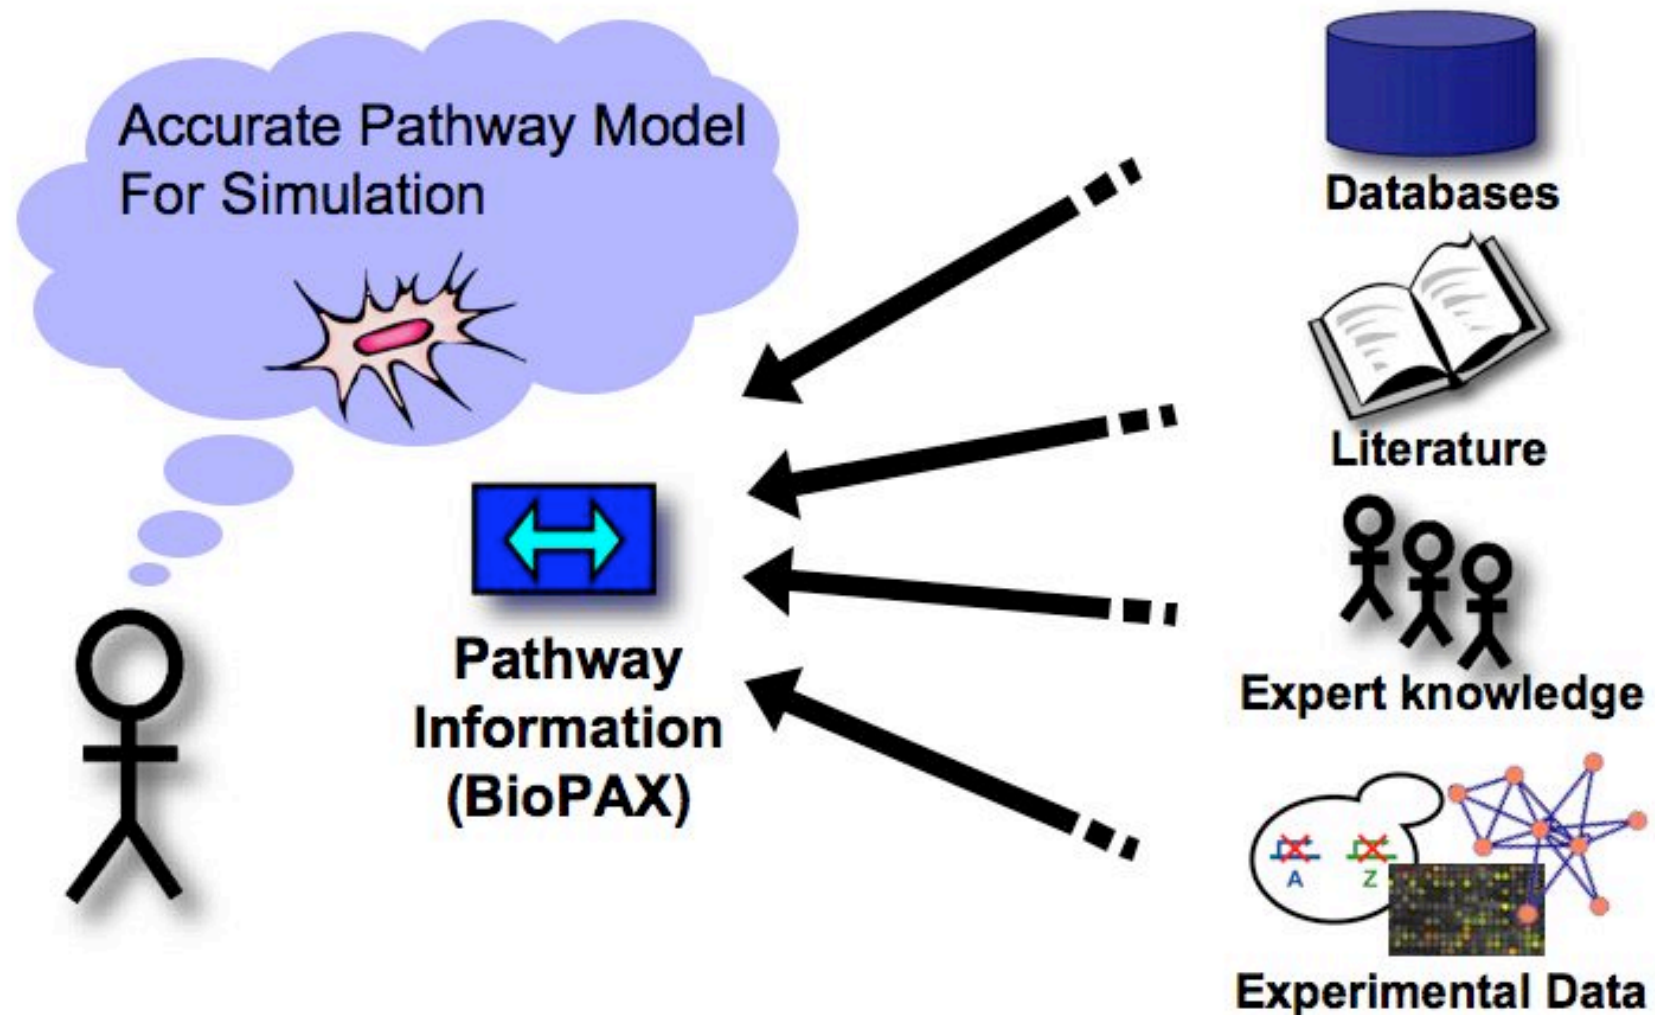 Accurate Pathway Model
For Simulation
Databases
Literature
Pathway
Information
(BioPAX)
Expert knowledge
A Z
Experimental Data